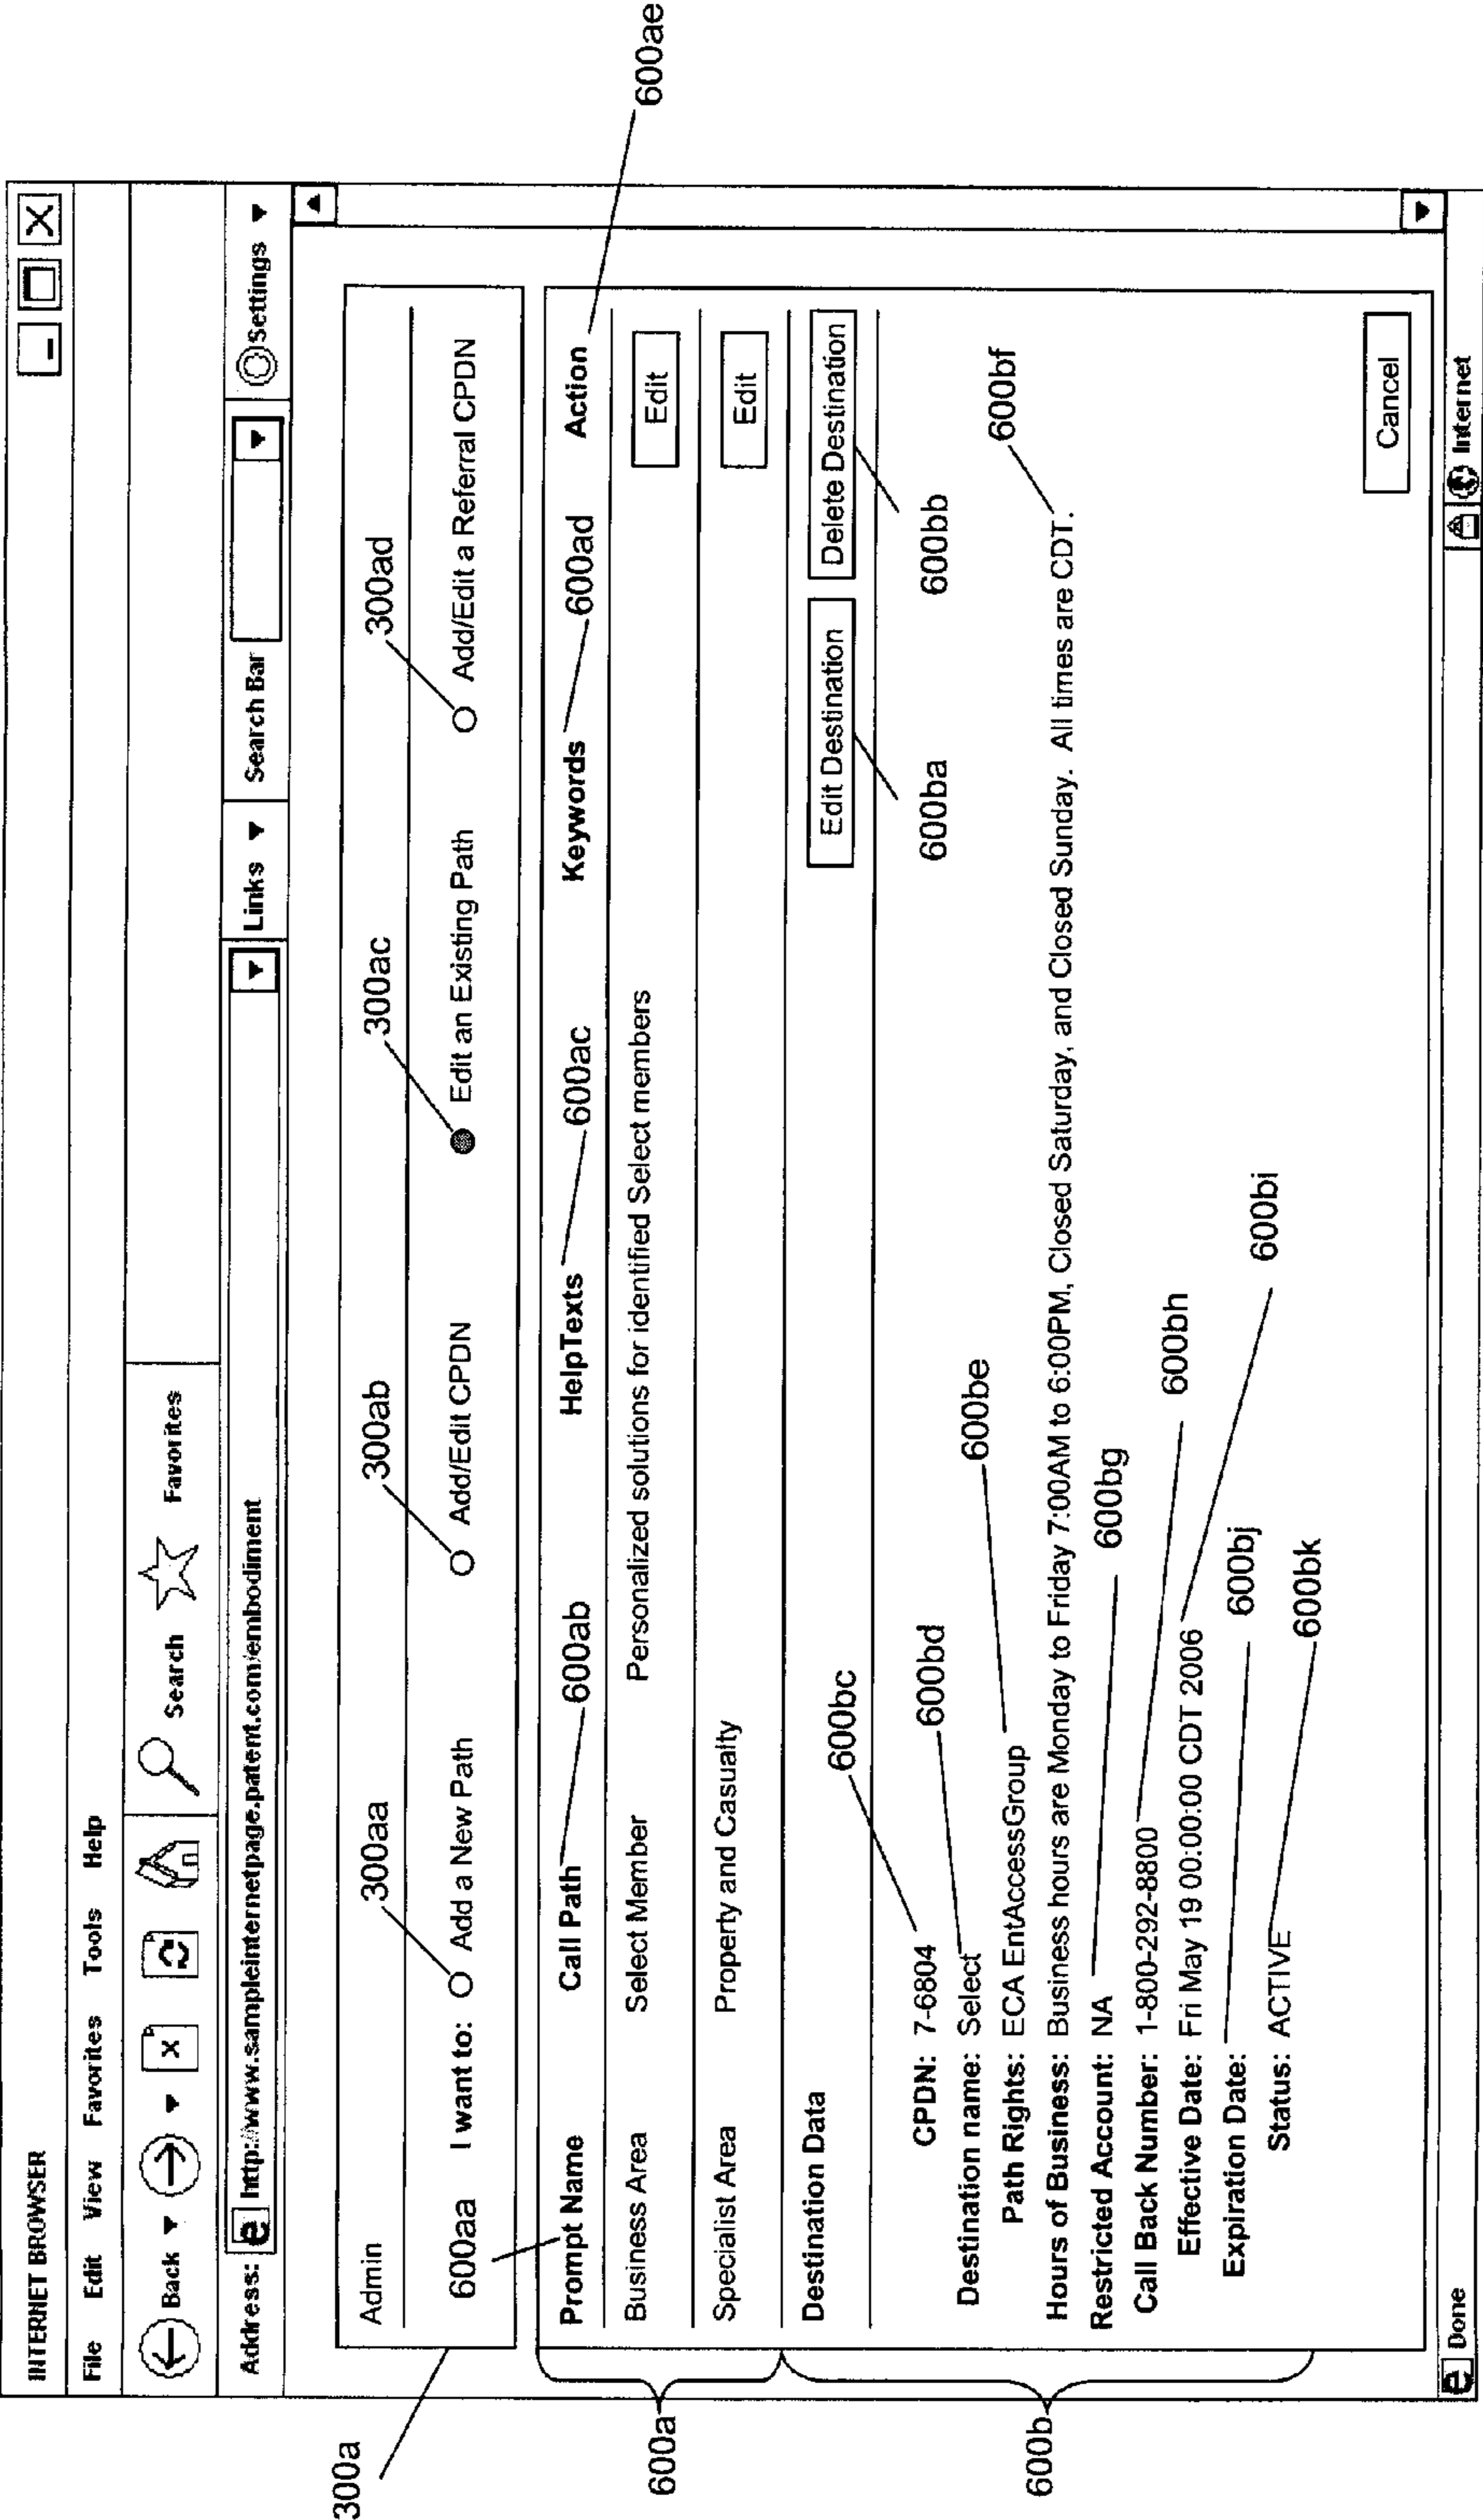 INTERNET BROWSER
File Edit View Favorites Tools Help
Back Search Favorites
Address: http://www.sampleinternetpage.patent.com/embodiment Links Search Bar Settings
300a
Admin 300aa 300ab 300ac 300ad
I want to: Add a New Path Add/Edit CPDN Edit an Existing Path Add/Edit a Referral CPDN
600aa
Prompt Name Call Path 600ab HelpTexts 600ac Keywords 600ad Action 600ae
Business Area Select Member Personalized solutions for identified Select members Edit
600a
Specialist Area Property and Casualty Edit
Destination Data 600bc Edit Destination Delete Destination
CPDN: 7-6804 600bd 600ba 600bb
Destination name: Select 600be
Path Rights: ECA EntAccessGroup 600bf
600b
Hours of Business: Business hours are Monday to Friday 7:00AM to 6:00PM, Closed Saturday, and Closed Sunday. All times are CDT.
Restricted Account: NA 600bg
Call Back Number: 1-800-292-8800 600bh
Effective Date: Fri May 19 00:00:00 CDT 2006
Expiration Date: 600bj 600bi
Status: ACTIVE 600bk
Cancel
Done Internet